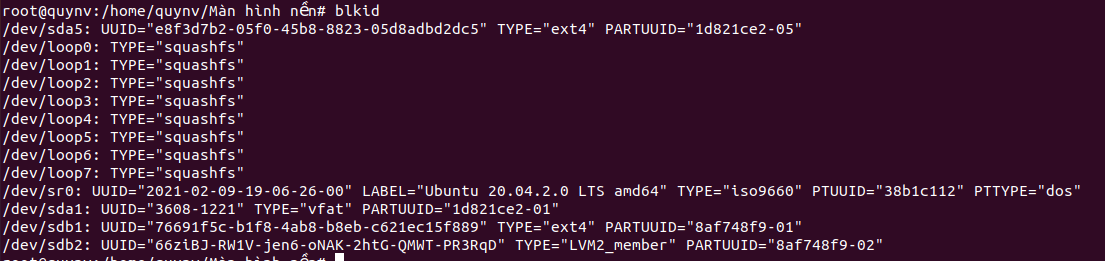 root@quynv:/home/quynv/Màn hình nền# blkid
/dev/sda5: UUID="e8f3d7b2-05f0-45b8-8823-05d8adbd2dc5" TYPE="ext4" PARTUUID="1d821ce2-05"
/dev/loop0: TYPE="squashfs"
/dev/loop1: TYPE="squashfs"
/dev/loop2: TYPE="squashfs"
/dev/loop3: TYPE="squashfs"
/dev/loop4: TYPE="squashfs"
/dev/loop5: TYPE="squashfs"
/dev/loop6: TYPE="squashfs"
/dev/loop7: TYPE="squashfs"
/dev/sr0: UUID="2021-02-09-19-06-26-00" LABEL="Ubuntu 20.04.2.0 LTS amd64" TYPE="iso9660" PTUUID="38b1c112" PTTYPE="dos"
/dev/sda1: UUID="3608-1221" TYPE="vfat" PARTUUID="1d821ce2-01"
/dev/sdb1: UUID="76691f5c-b1f8-4ab8-b8eb-c621ec15f889" TYPE="ext4" PARTUUID="8af748f9-01"
/dev/sdb2: UUID="66ziBJ-RW1V-jen6-oNAK-2htG-QMWT-PR3RqD" TYPE="LVM2_member" PARTUUID="8af748f9-02"
root@quynv:/home/quynv/Màn hình nền#